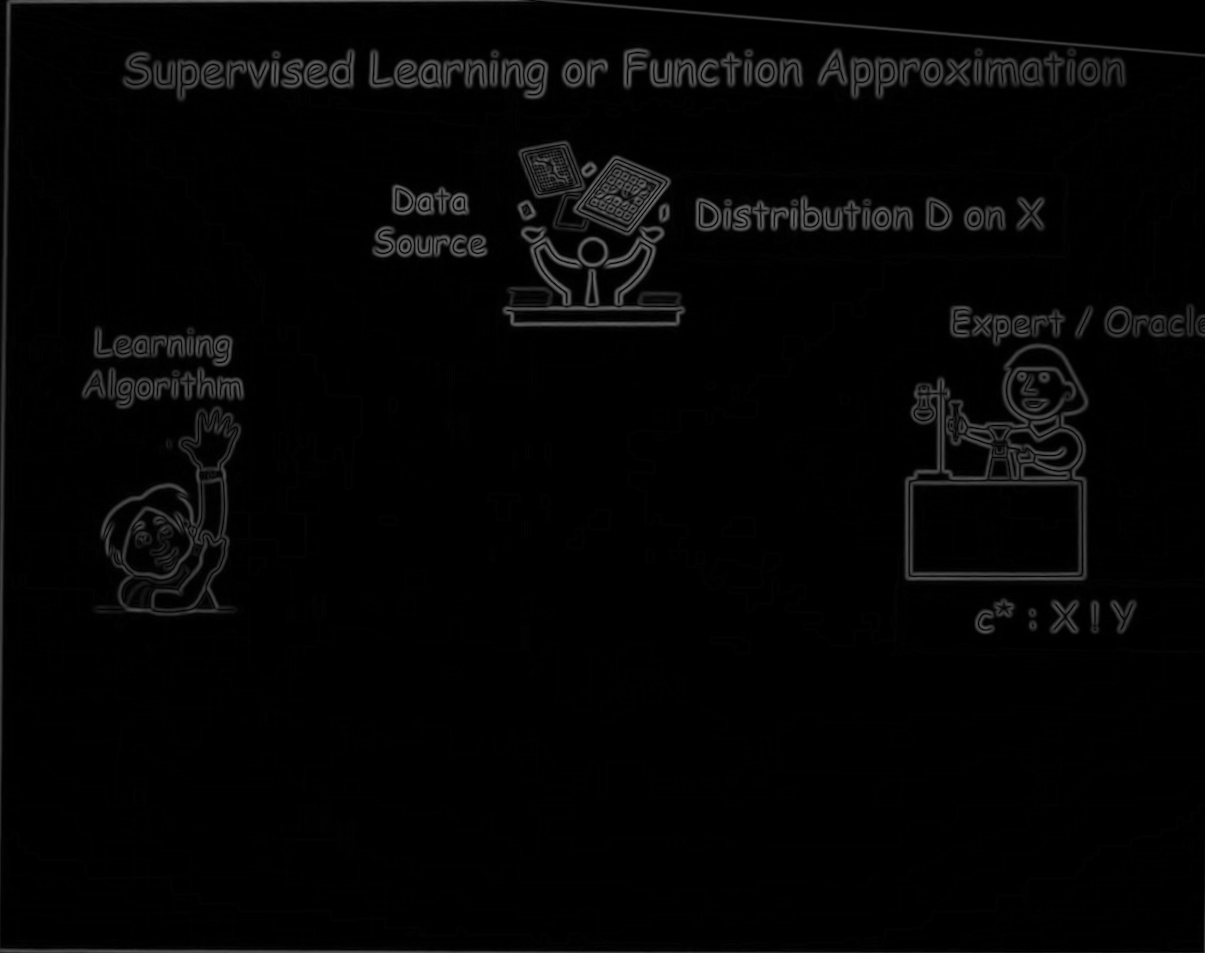 Supervised Learning or Function Approximation
Data
Source
Distribution D on X
Expert / Oracle
Learning
Algorithm
c* : X ! Y